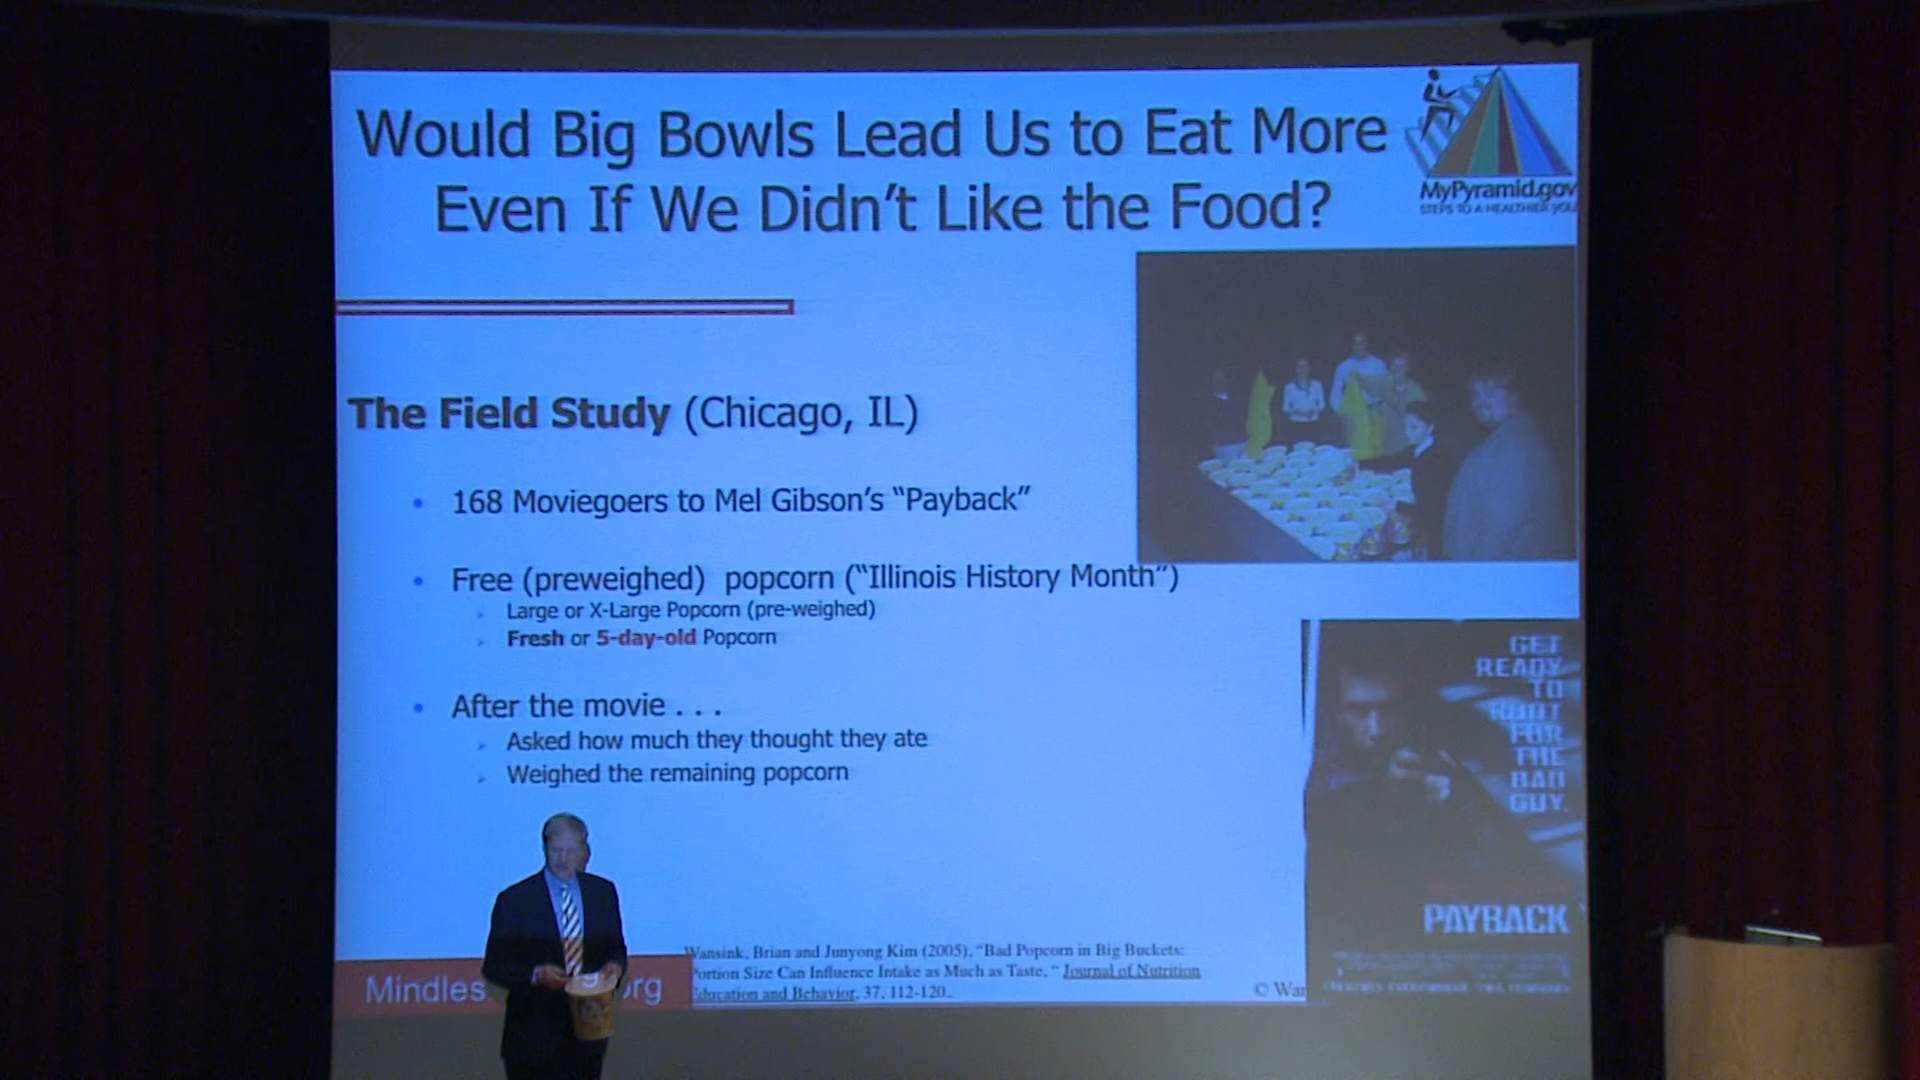 Would Big Bowls Lead Us to Eat More
Even If We Didn't Like the Food?
MyPyramid.gov
STEPS TO A HEALTHIER YOU
The Field Study (Chicago, IL)
• 168 Moviegoers to Mel Gibson's "Payback"
• Free (preweighed) popcorn ("Illinois History Month")
Large or X-Large Popcorn (pre-weighed)
Fresh or 5-day-old Popcorn
• After the movie . . .
Asked how much they thought they ate
Weighed the remaining popcorn
GET
READY
TO
ROOT
FOR
THE
BAD
GUY.
PAYBACK
Wansink, Brian and Junyong Kim (2005), "Bad Popcorn in Big Buckets:
Portion Size Can Influence Intake as Much as Taste, " Journal of Nutrition
Education and Behavior, 37, 112-120.
Mindles
org
© Wan